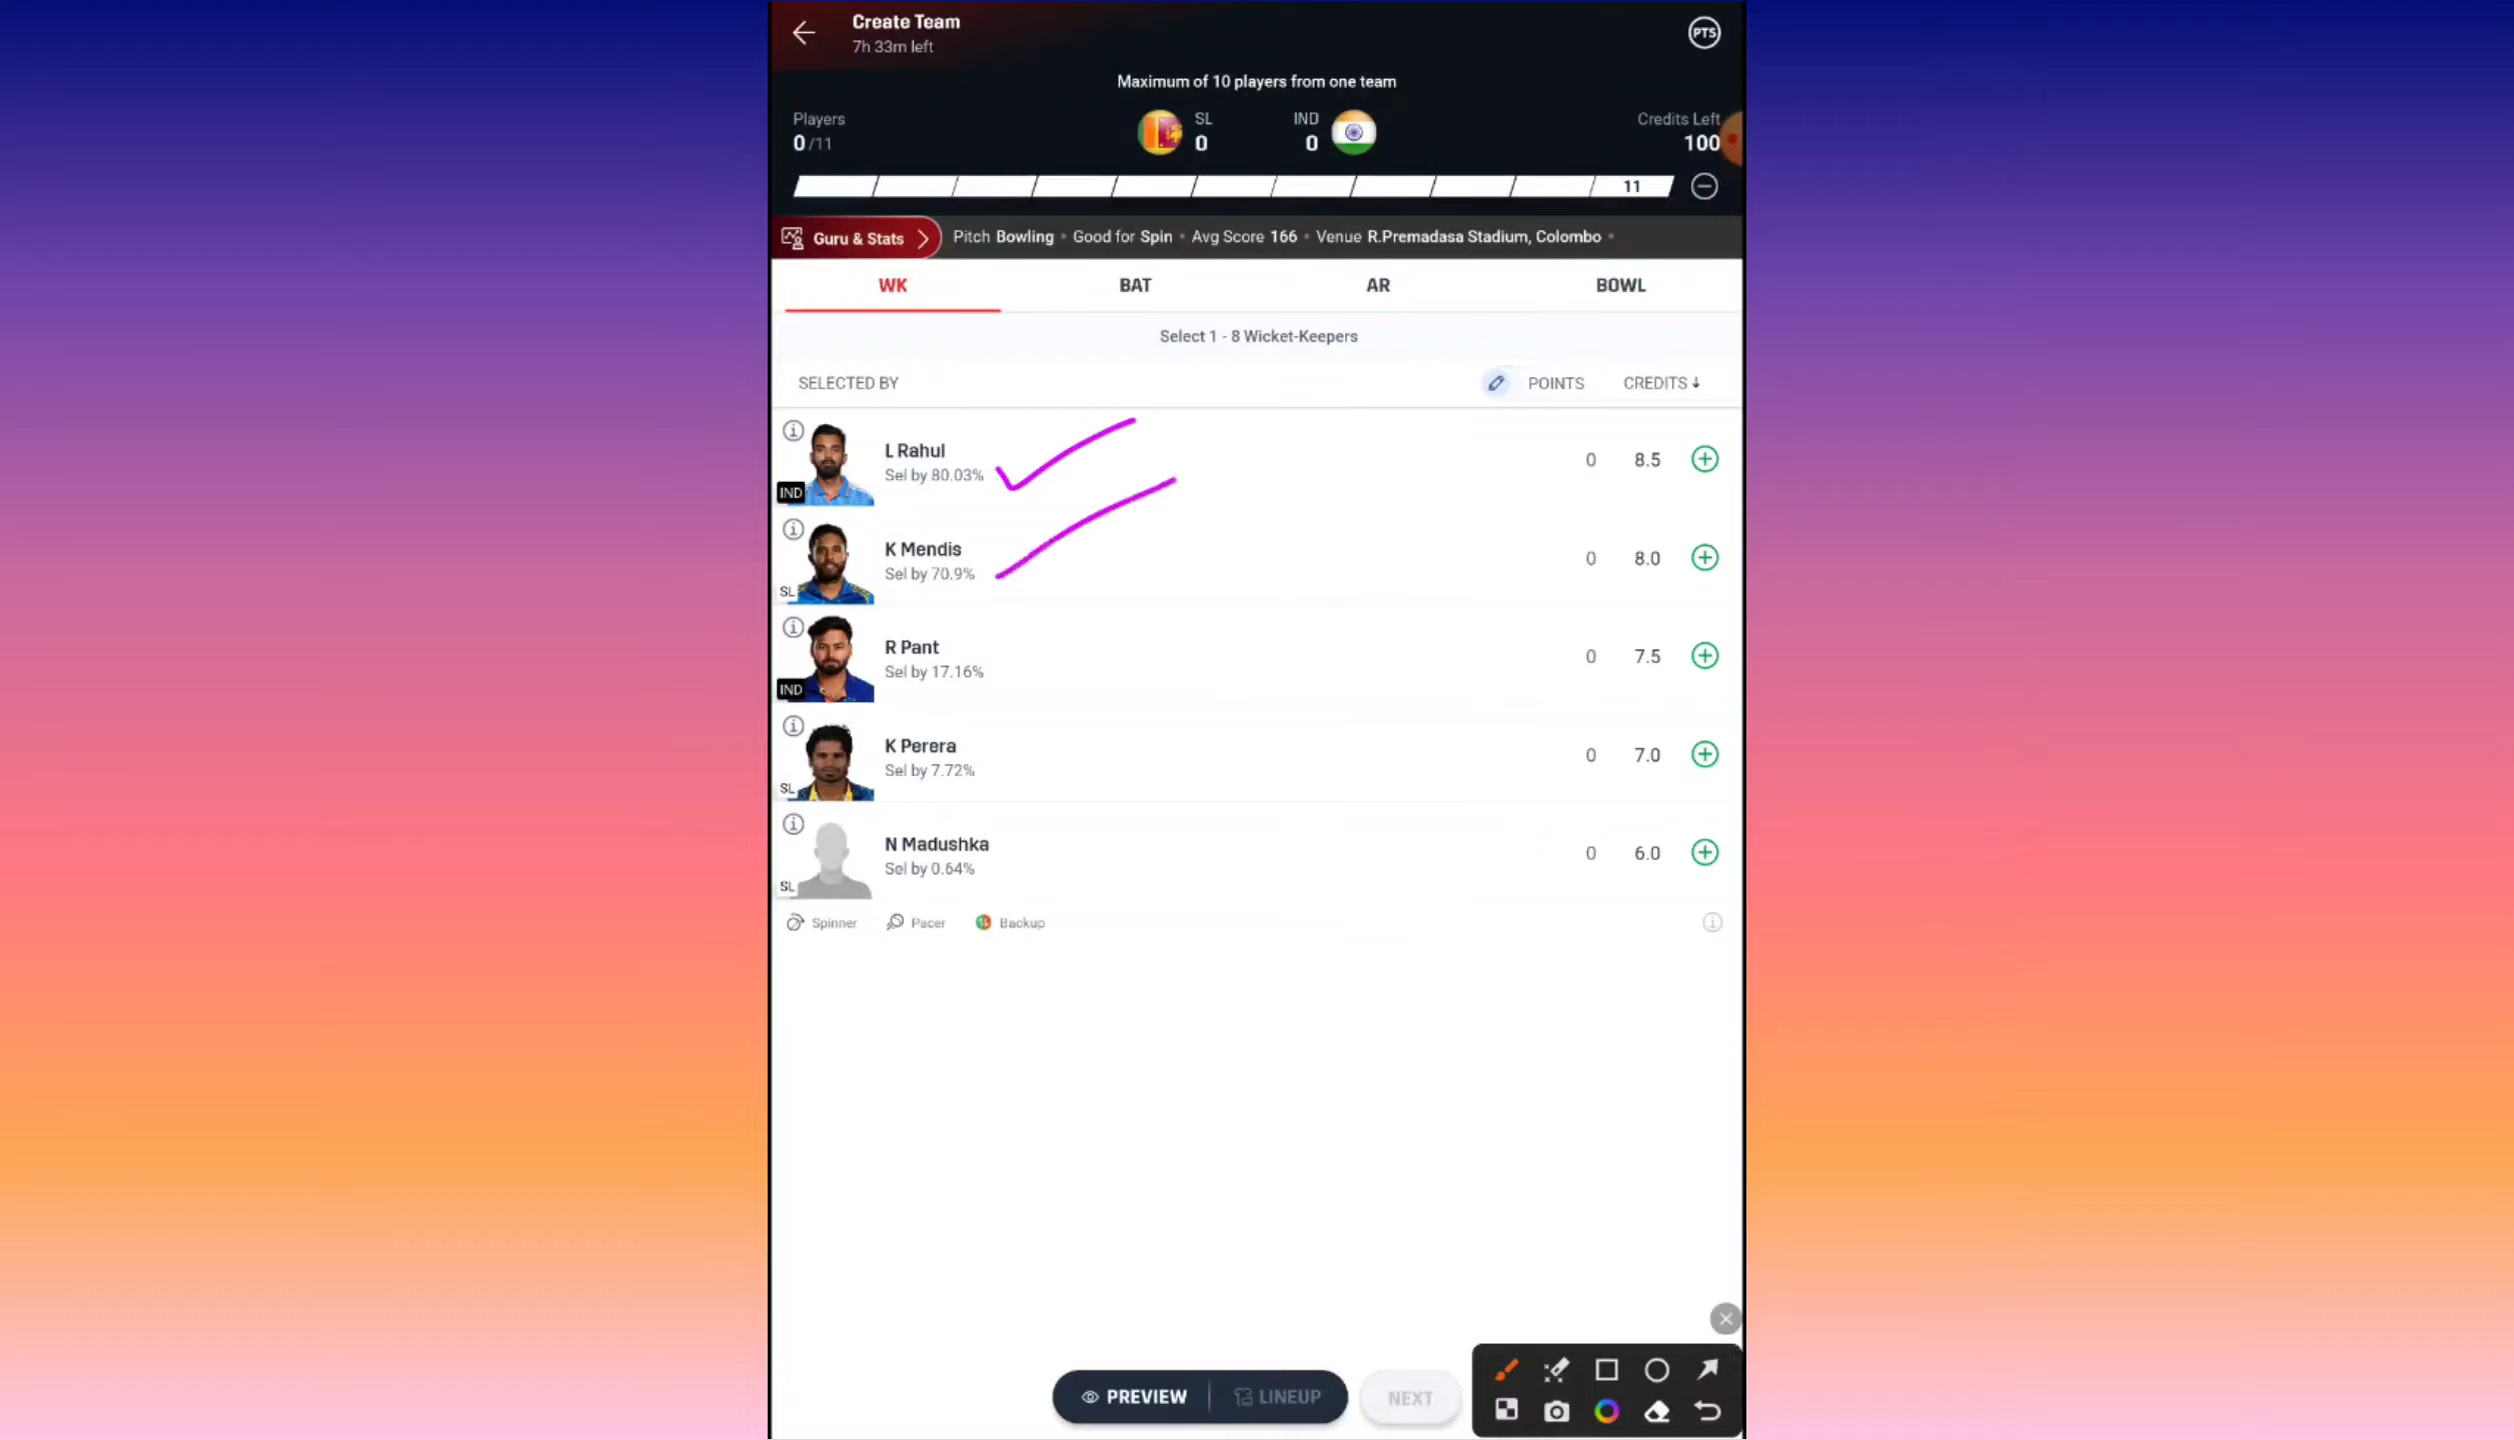 Create Team
7h 33m left
PTS
Maximum of 10 players from one team
Players
0/11
SL
0
IND
0
Credits Left
100
11
Guru & Stats
Pitch Bowling • Good for Spin • Avg Score 166 • Venue R.Premadasa Stadium, Colombo •
WK BAT AR BOWL
Select 1 - 8 Wicket-Keepers
SELECTED BY POINTS CREDITS
L Rahul
Sel by 80.03%
IND
0 8.5
K Mendis
Sel by 70.9%
SL
0 8.0
R Pant
Sel by 17.16%
IND
0 7.5
K Perera
Sel by 7.72%
SL
0 7.0
N Madushka
Sel by 0.64%
SL
0 6.0
Spinner Pacer Backup
PREVIEW LINEUP NEXT